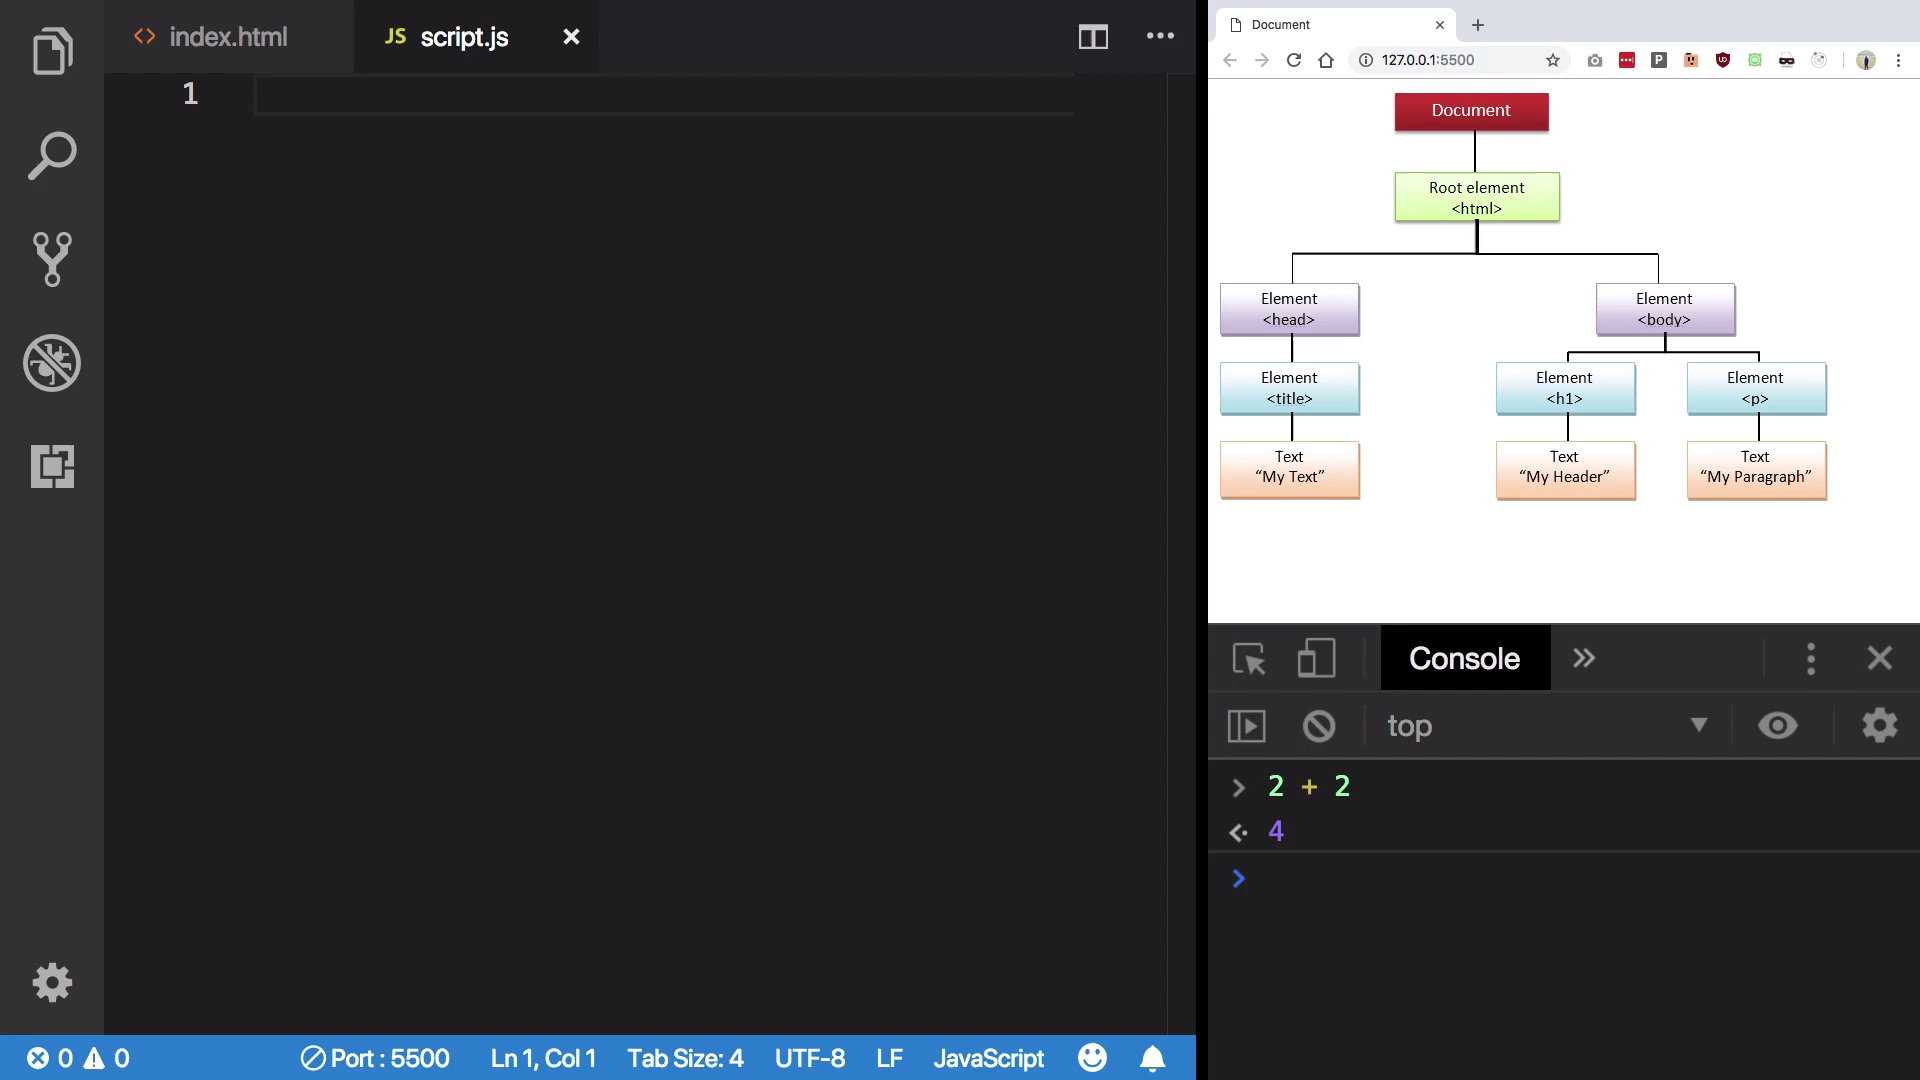 index.html
JS script.js
1
Document
127.0.0.1:5500
Document
Root element
<html>
Element
<head>
Element
<body>
Element
<title>
Element
<h1>
Element
<p>
Text
“My Text”
Text
“My Header”
Text
“My Paragraph”
Console
top
2 + 2
4
0 0 Port : 5500 Ln 1, Col 1 Tab Size: 4 UTF-8 LF JavaScript